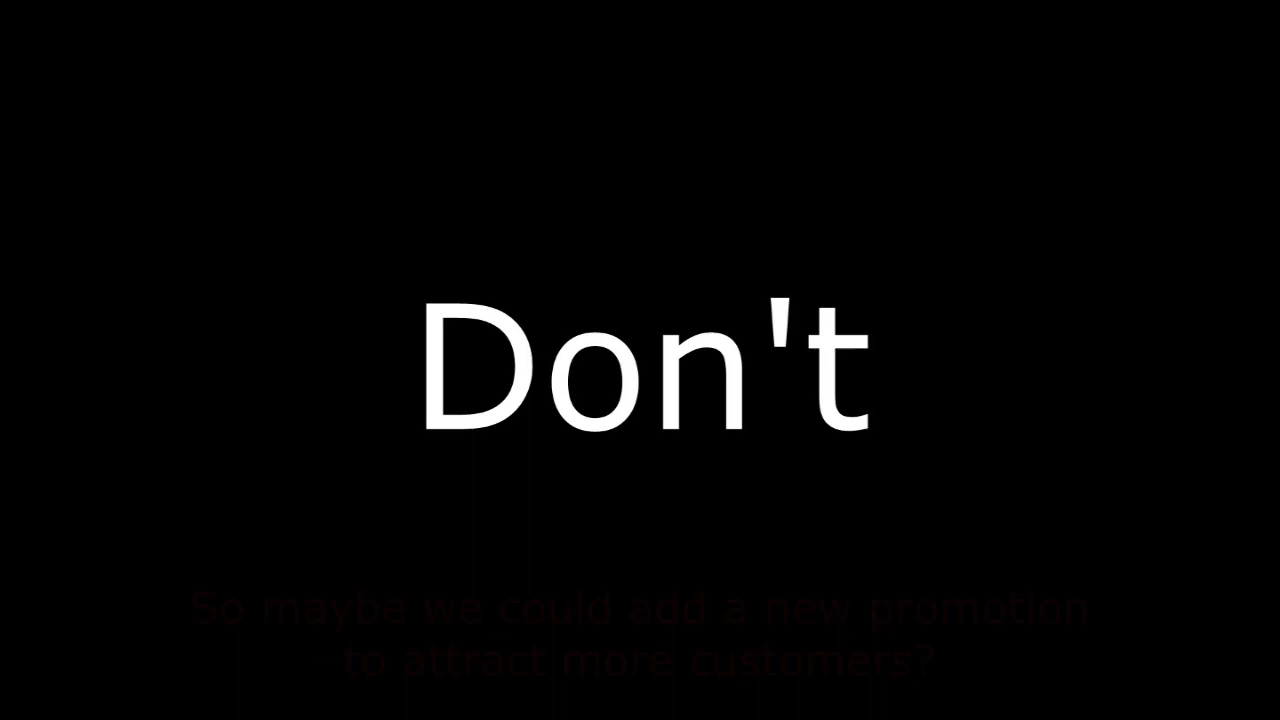 Don't
So maybe we could add a new promotion
to attract more customers?